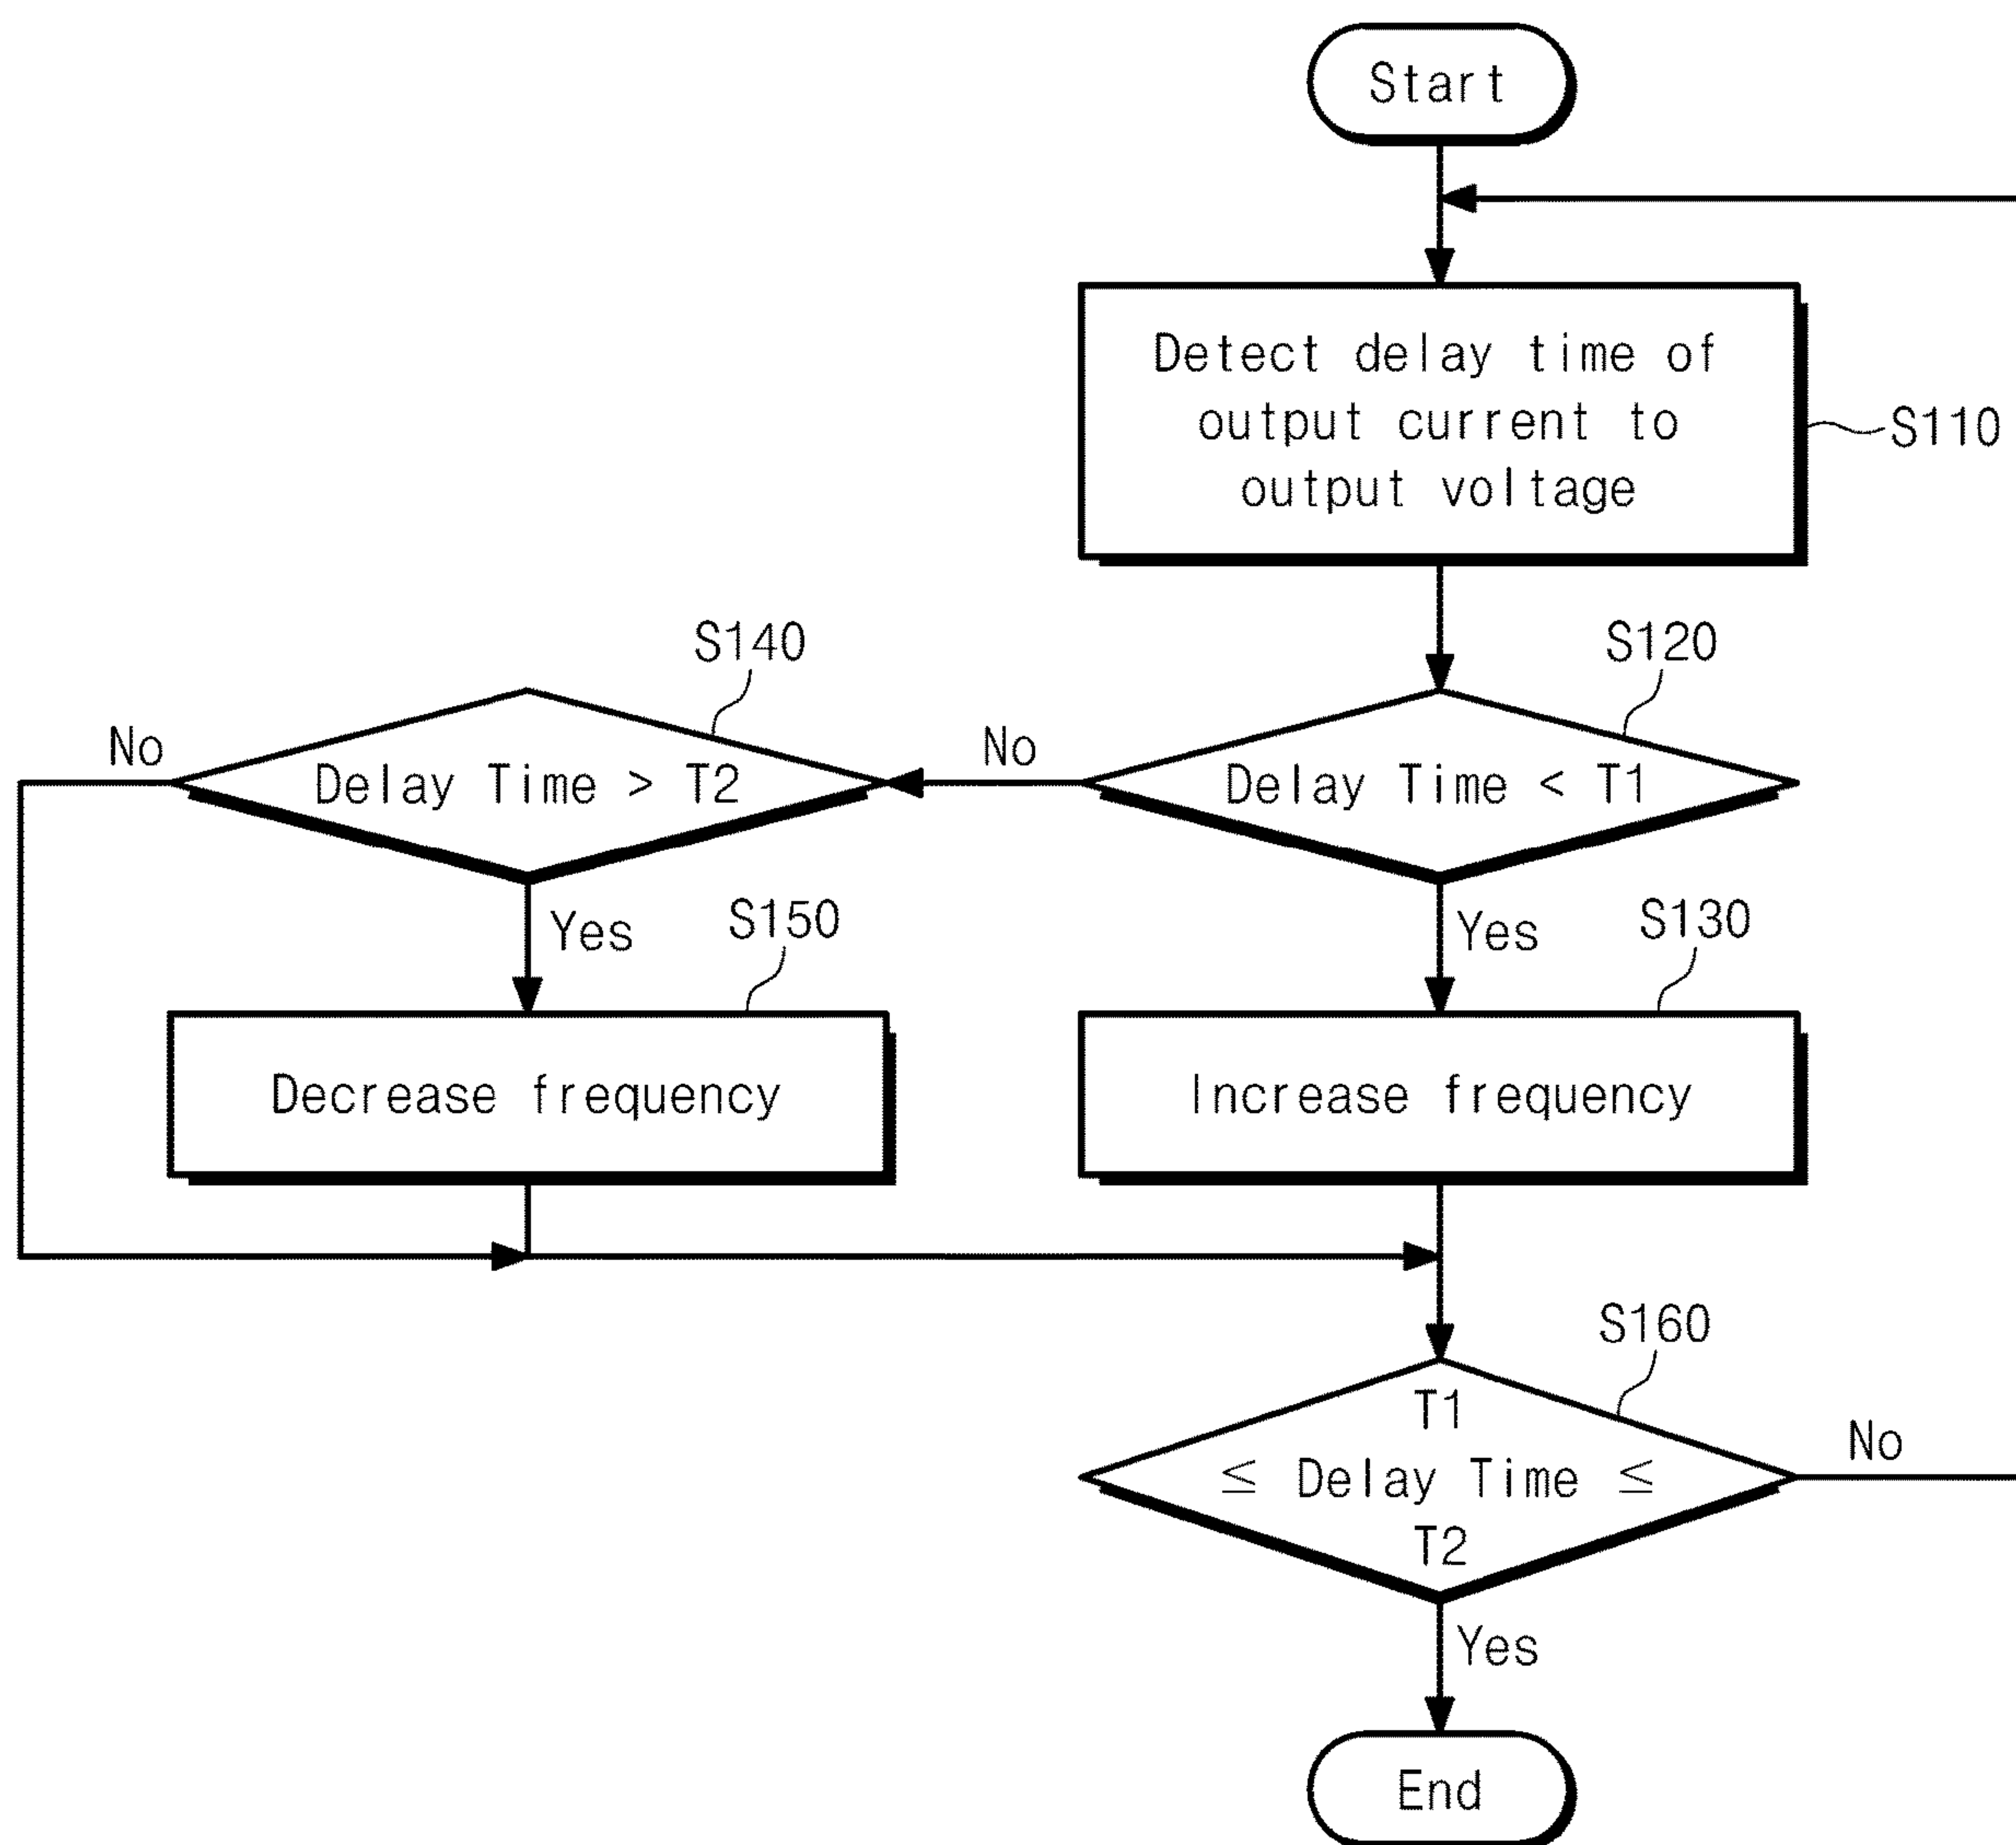 Start
Detect delay time of
output current to
output voltage
S110
S140
S120
No
Delay Time > T2
No
Delay Time < T1
Yes
S150
Yes
S130
Decrease frequency
Increase frequency
S160
T1
≤ Delay Time ≤
T2
No
Yes
End